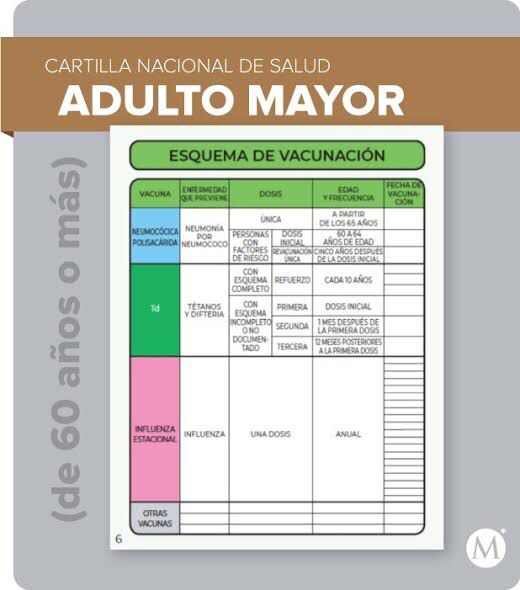 CARTILLA NACIONAL DE SALUD
ADULTO MAYOR
(de 60 años o más)
ESQUEMA DE VACUNACIÓN
VACUNA
ENFERMEDAD
QUE PREVIENE
DOSIS
EDAD
Y FRECUENCIA
FECHA DE
VACUNA-
CIÓN
NEUMOCÓCICA
POLISACÁRIDA
NEUMONÍA
POR
NEUMOCOCO
ÚNICA
A PARTIR
DE LOS 65 AÑOS
PERSONAS
CON
FACTORES
DE RIESGO
DOSIS
INICIAL
60 A 64
AÑOS DE EDAD
REVACUNACIÓN
ÚNICA
CINCO AÑOS DESPUÉS
DE LA DOSIS INICIAL
Td
TÉTANOS
Y DIFTERIA
CON
ESQUEMA
COMPLETO
REFUERZO
CADA 10 AÑOS
CON
ESQUEMA
INCOMPLETO
O NO
DOCUMEN-
TADO
PRIMERA
DOSIS INICIAL
SEGUNDA
1 MES DESPUÉS DE
LA PRIMERA DOSIS
TERCERA
12 MESES POSTERIORES
A LA PRIMERA DOSIS
INFLUENZA
ESTACIONAL
INFLUENZA
UNA DOSIS
ANUAL
OTRAS
VACUNAS
6
M